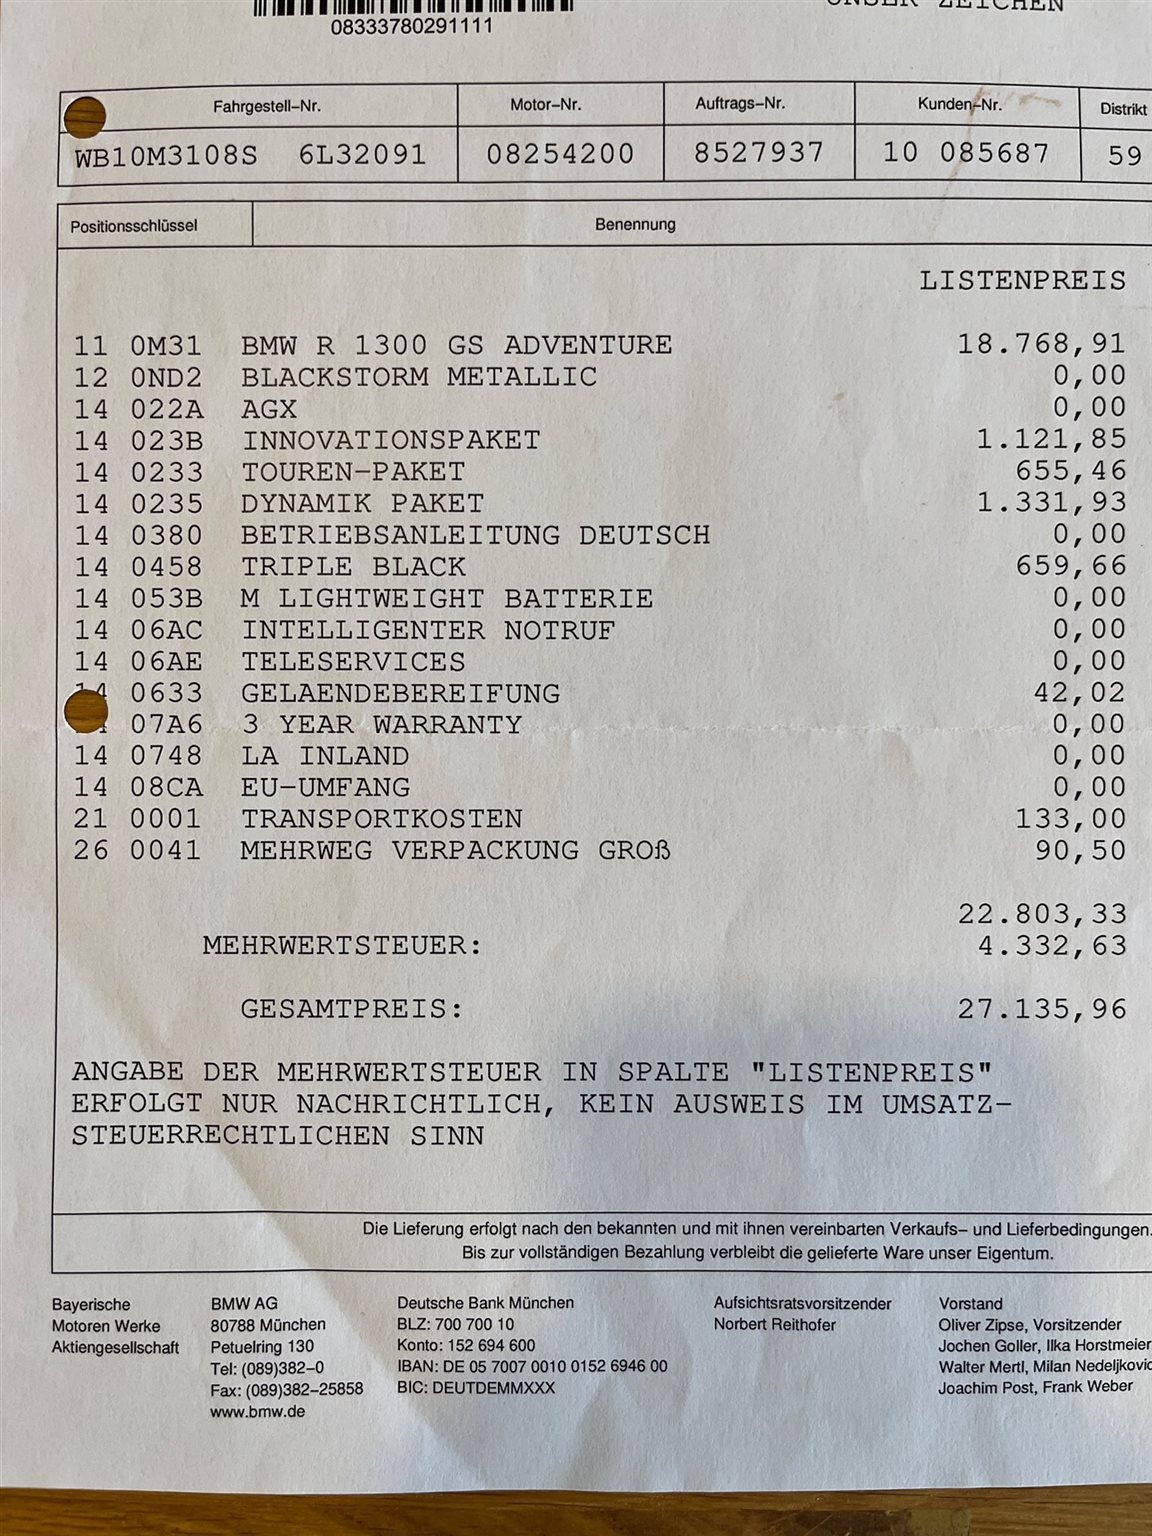 08333780291111
UNSER ZEICHEN
Fahrgestell-Nr. Motor-Nr. Auftrags-Nr. Kunden-Nr. Distrikt
WB10M3108S 6L32091 08254200 8527937 10 085687 59
Positionsschlüssel Benennung
LISTENPREIS
11 0M31 BMW R 1300 GS ADVENTURE 18.768,91
12 0ND2 BLACKSTORM METALLIC 0,00
14 022A AGX 0,00
14 023B INNOVATIONSPAKET 1.121,85
14 0233 TOUREN-PAKET 655,46
14 0235 DYNAMIK PAKET 1.331,93
14 0380 BETRIEBSANLEITUNG DEUTSCH 0,00
14 0458 TRIPLE BLACK 659,66
14 053B M LIGHTWEIGHT BATTERIE 0,00
14 06AC INTELLIGENTER NOTRUF 0,00
14 06AE TELESERVICES 0,00
14 0633 GELAENDEBEREIFUNG 42,02
07A6 3 YEAR WARRANTY 0,00
14 0748 LA INLAND 0,00
14 08CA EU-UMFANG 0,00
21 0001 TRANSPORTKOSTEN 133,00
26 0041 MEHRWEG VERPACKUNG GROß 90,50
22.803,33
MEHRWERTSTEUER: 4.332,63
GESAMTPREIS: 27.135,96
ANGABE DER MEHRWERTSTEUER IN SPALTE "LISTENPREIS"
ERFOLGT NUR NACHRICHTLICH, KEIN AUSWEIS IM UMSATZ-
STEUERRECHTLICHEN SINN
Die Lieferung erfolgt nach den bekannten und mit ihnen vereinbarten Verkaufs- und Lieferbedingungen.
Bis zur vollständigen Bezahlung verbleibt die gelieferte Ware unser Eigentum.
Bayerische
Motoren Werke
Aktiengesellschaft
BMW AG
80788 München
Petuelring 130
Tel: (089)382-0
Fax: (089)382-25858
www.bmw.de
Deutsche Bank München
BLZ: 700 700 10
Konto: 152 694 600
IBAN: DE 05 7007 0010 0152 6946 00
BIC: DEUTDEMMXXX
Aufsichtsratsvorsitzender
Norbert Reithofer
Vorstand
Oliver Zipse, Vorsitzender
Jochen Goller, Ilka Horstmeier
Walter Mertl, Milan Nedeljkovic
Joachim Post, Frank Weber